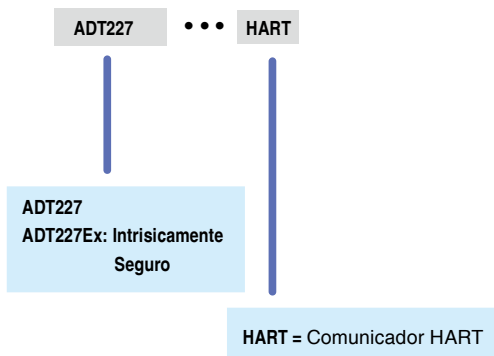 ADT227 ••• HART
ADT227
ADT227Ex: Intrisicamente
Seguro
HART = Comunicador HART